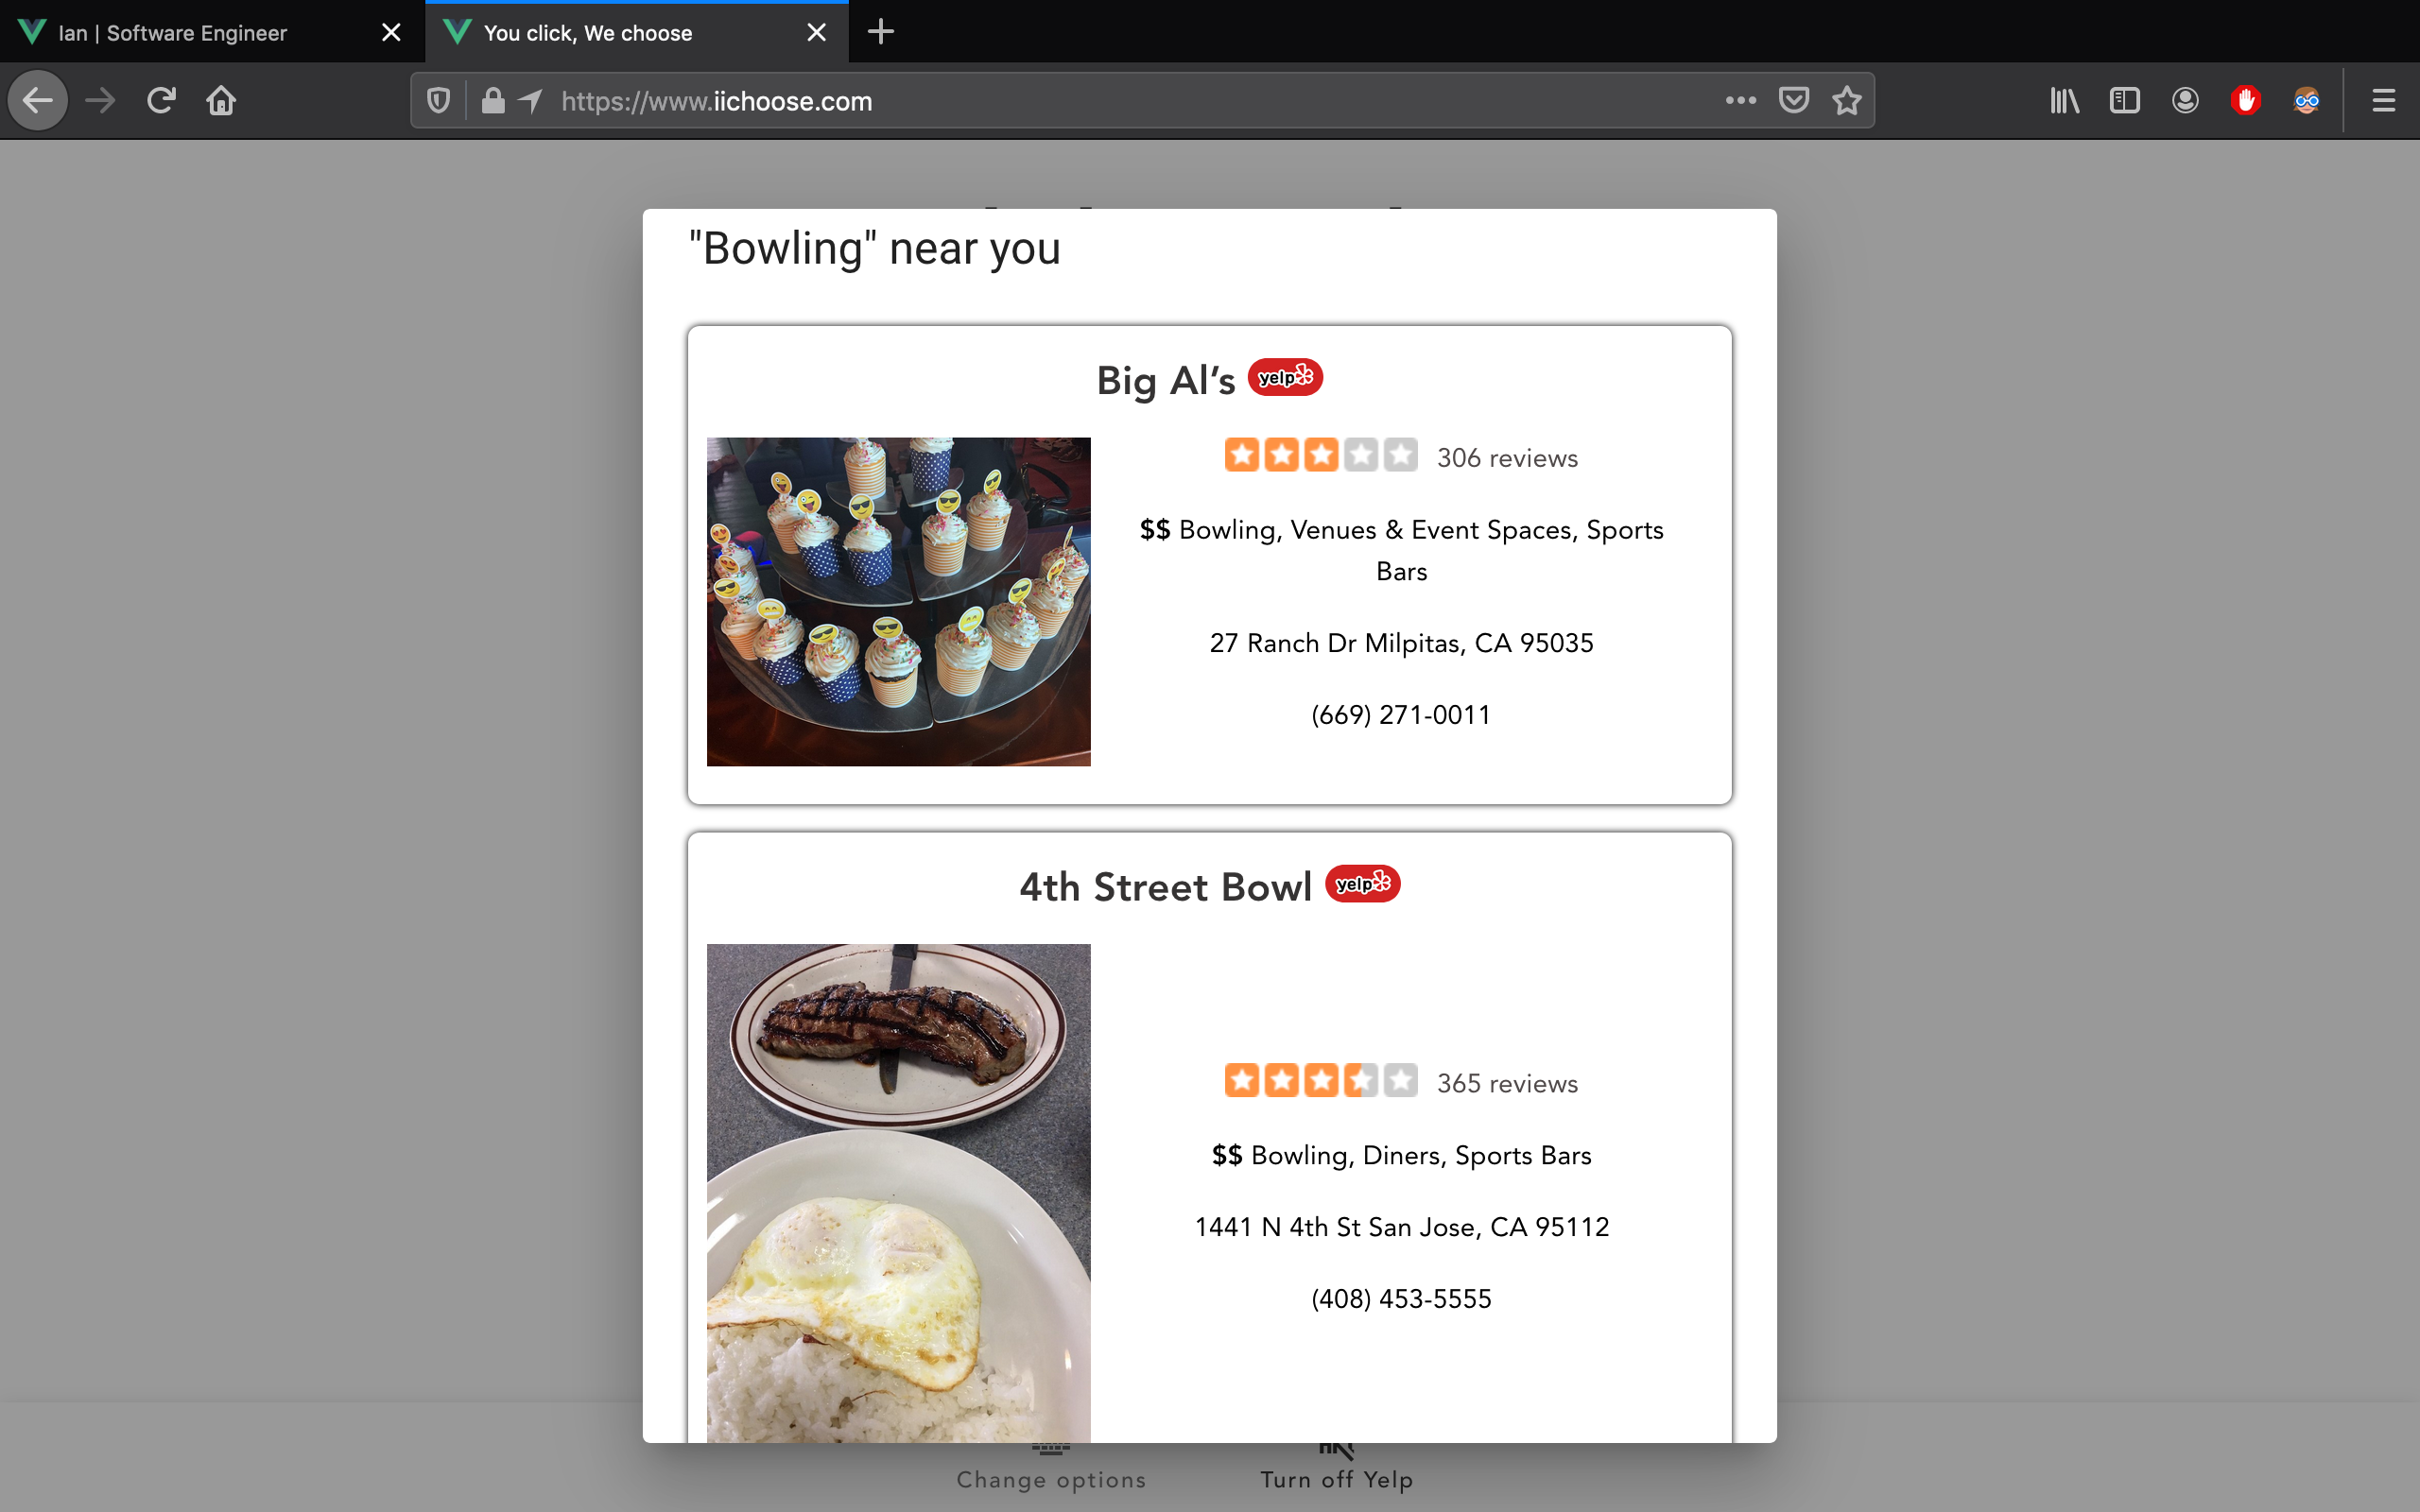 Ian | Software Engineer
You click, We choose
https://www.iichoose.com
"Bowling" near you
Big Al’s yelp
306 reviews
$$ Bowling, Venues & Event Spaces, Sports
Bars
27 Ranch Dr Milpitas, CA 95035
(669) 271-0011
4th Street Bowl yelp
365 reviews
$$ Bowling, Diners, Sports Bars
1441 N 4th St San Jose, CA 95112
(408) 453-5555
Change options
Turn off Yelp